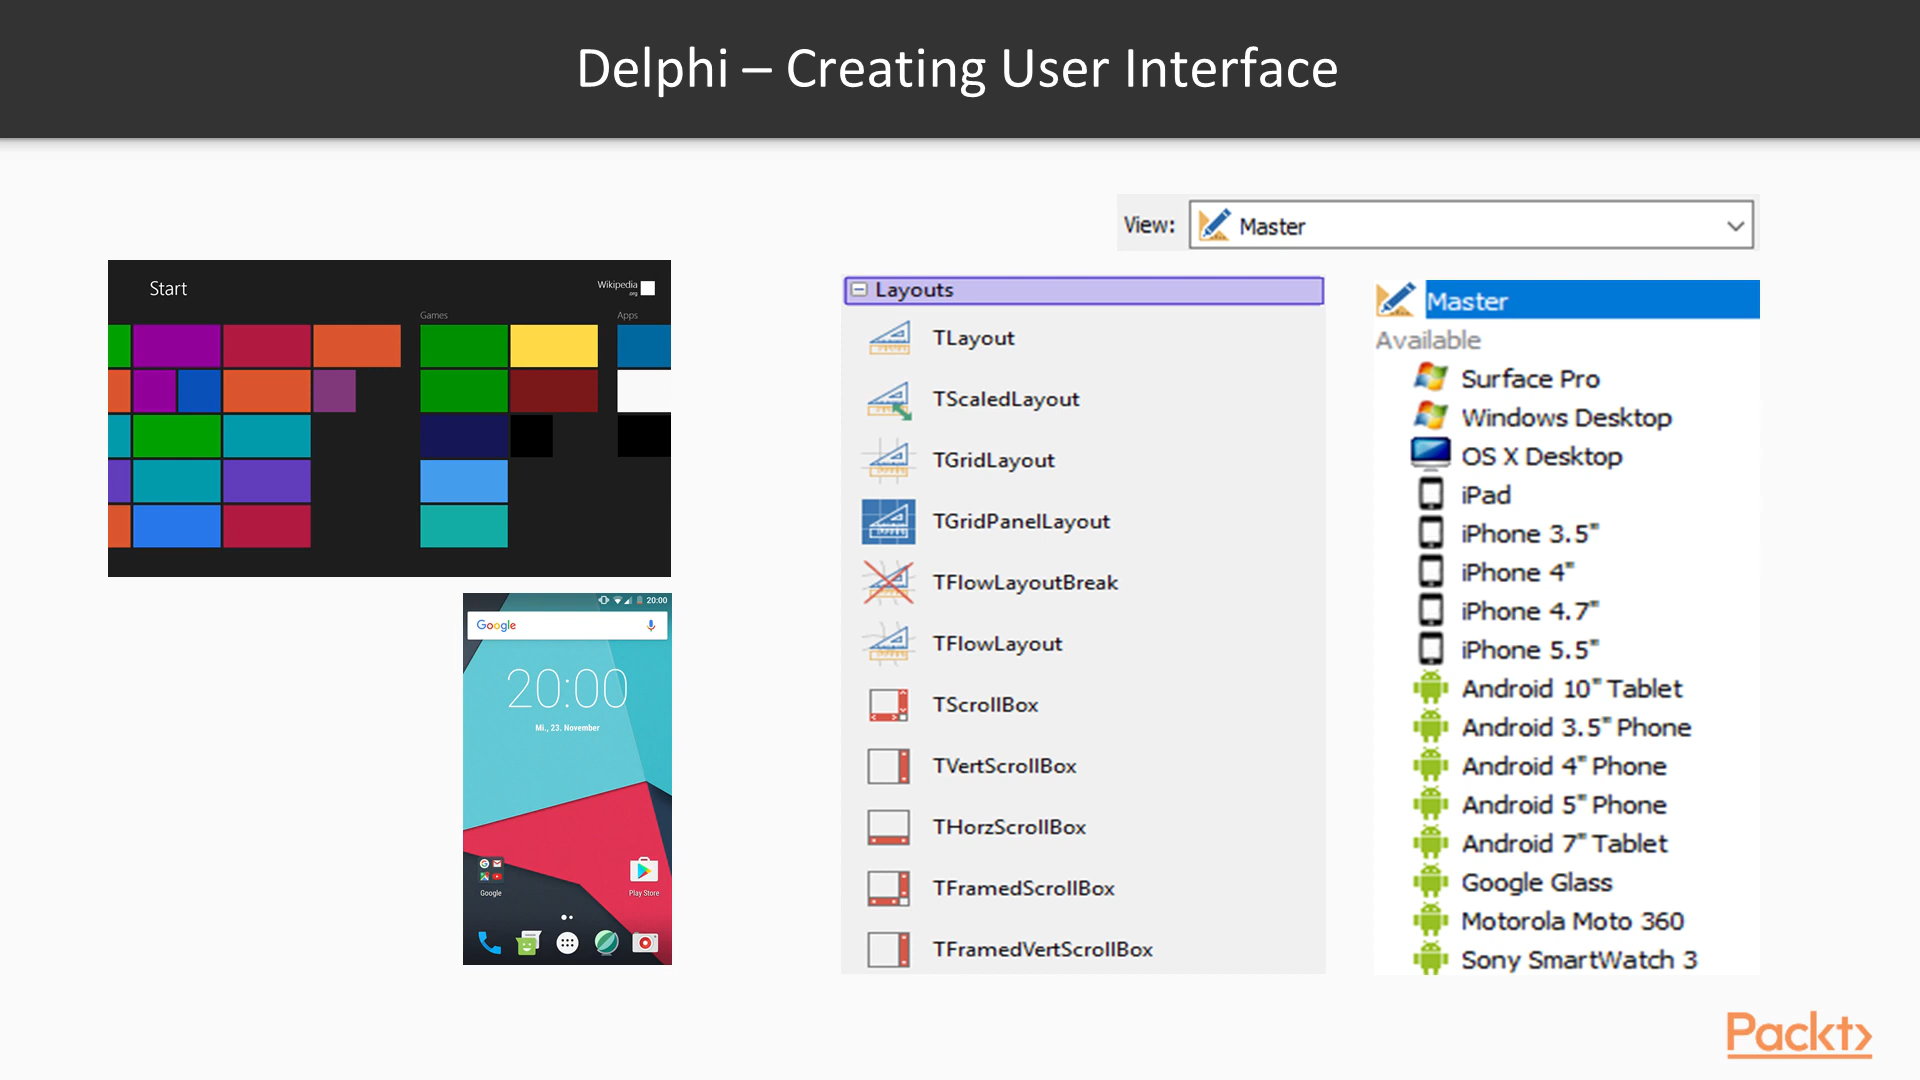 Delphi – Creating User Interface
View: Master
Start
Wikipedia
.org
Games
Apps
20:00
Google
20:00
Mi., 23. November
Google
Play Store
Layouts
TLayout
TScaledLayout
TGridLayout
TGridPanelLayout
TFlowLayoutBreak
TFlowLayout
TScrollBox
TVertScrollBox
THorzScrollBox
TFramedScrollBox
TFramedVertScrollBox
Master
Available
Surface Pro
Windows Desktop
OS X Desktop
iPad
iPhone 3.5"
iPhone 4"
iPhone 4.7"
iPhone 5.5"
Android 10" Tablet
Android 3.5" Phone
Android 4" Phone
Android 5" Phone
Android 7" Tablet
Google Glass
Motorola Moto 360
Sony SmartWatch 3
Packt>